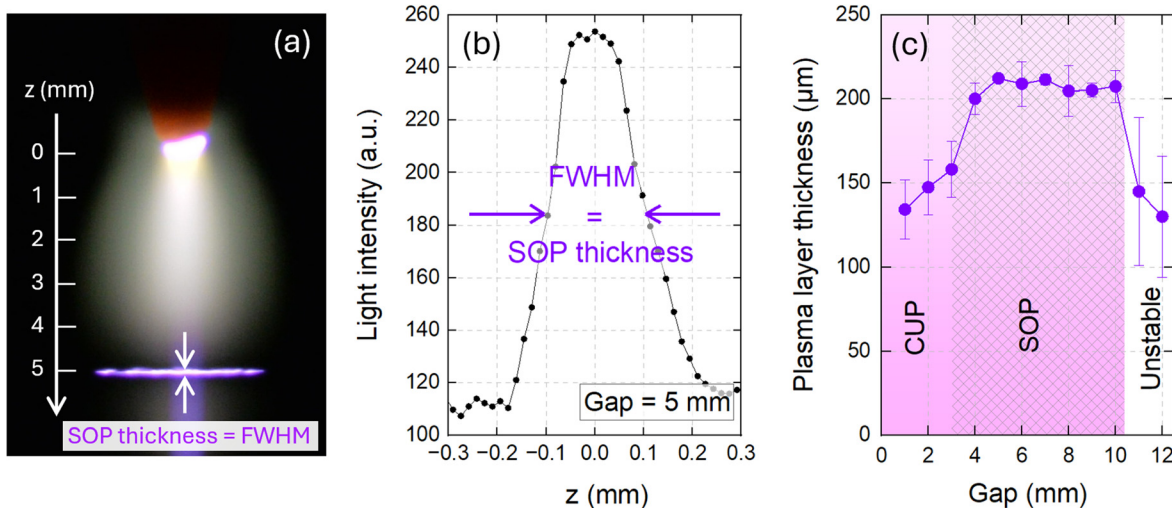 (a)
z (mm)
0
1
2
3
4
5
SOP thickness = FWHM
(b)
Light intensity (a.u.)
260
240
220
200
180
160
140
120
100
FWHM
=
SOP thickness
Gap = 5 mm
−0.3 −0.2 −0.1 0.0 0.1 0.2 0.3
z (mm)
(c)
Plasma layer thickness (μm)
250
200
150
100
50
0
CUP
SOP
Unstable
0 2 4 6 8 10 12
Gap (mm)